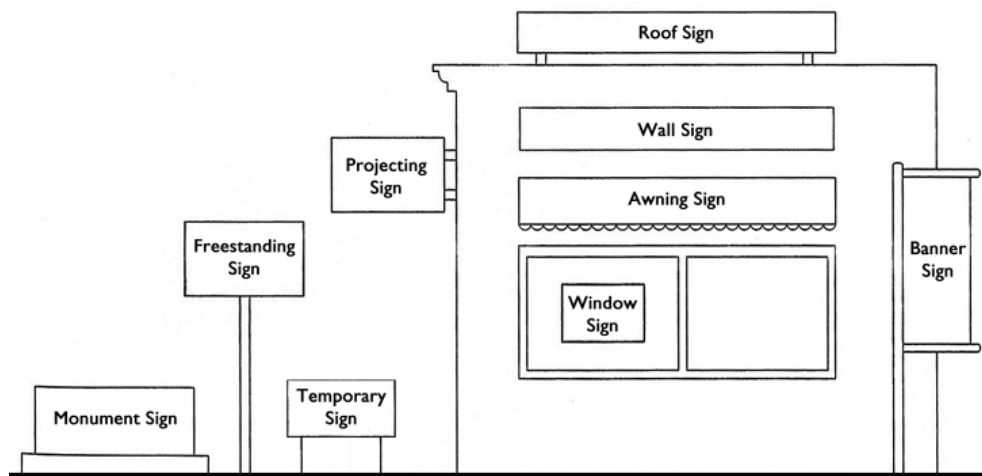 Roof Sign
Wall Sign
Projecting
Sign
Awning Sign
Freestanding
Sign
Banner
Sign
Window
Sign
Monument Sign
Temporary
Sign